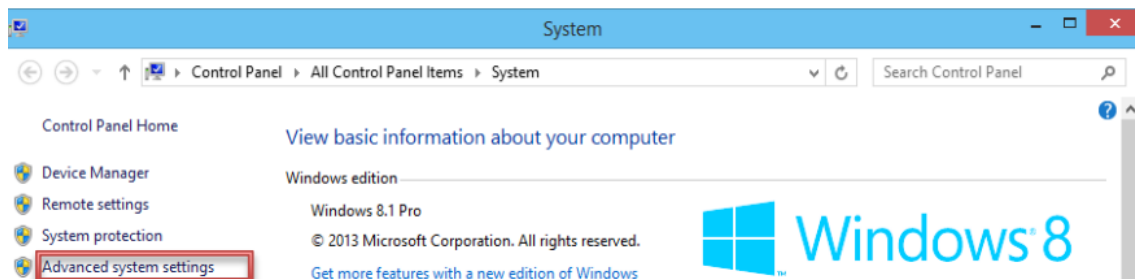 System
Control Panel All Control Panel Items System Search Control Panel
Control Panel Home
View basic information about your computer
Device Manager
Windows edition
Remote settings
Windows 8.1 Pro
System protection
© 2013 Microsoft Corporation. All rights reserved.
Advanced system settings
Get more features with a new edition of Windows
Windows 8